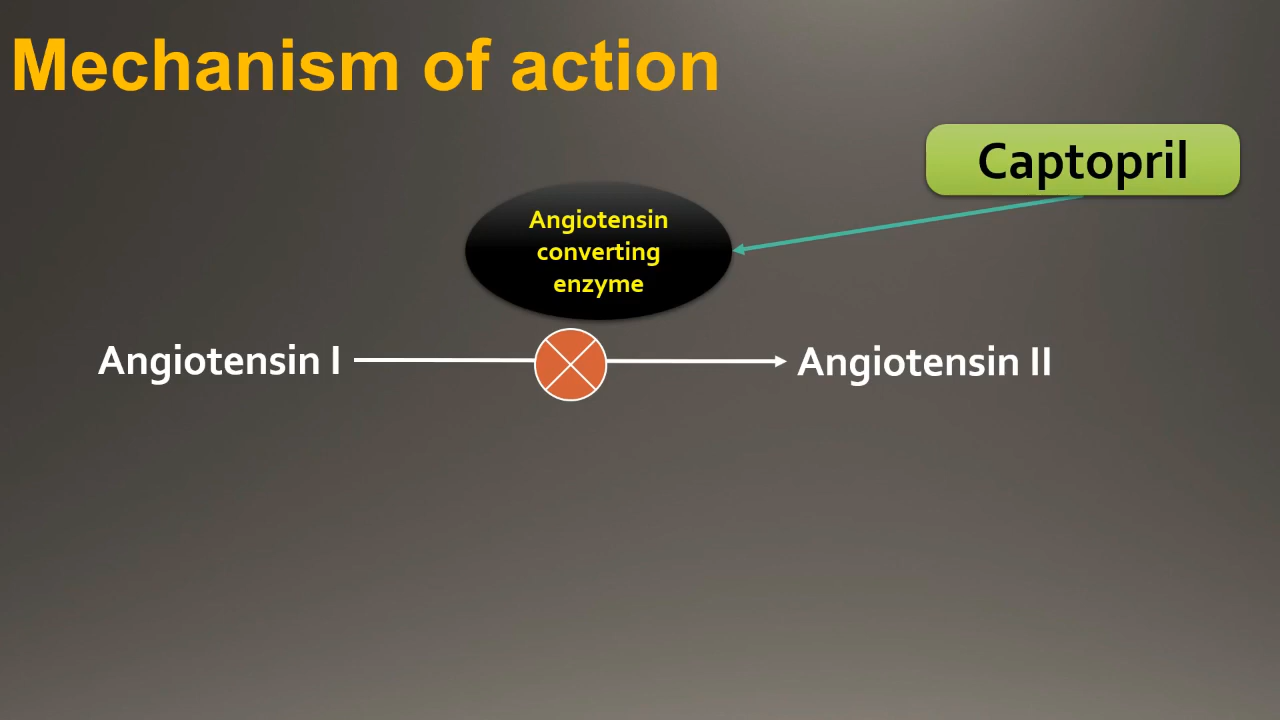 Mechanism of action
Captopril
Angiotensin
converting
enzyme
Angiotensin I
Angiotensin II